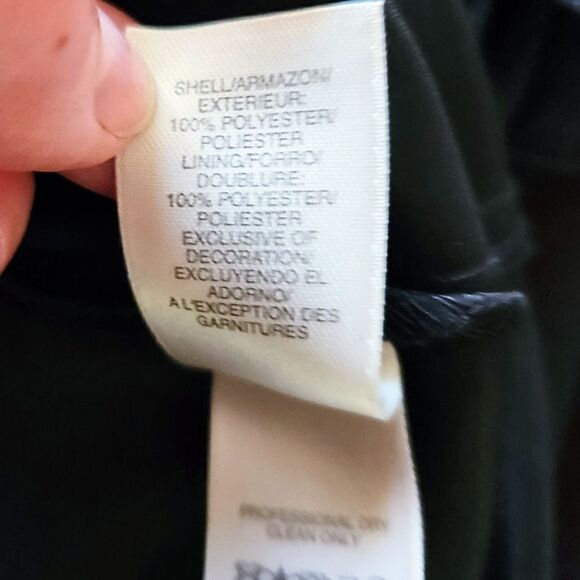 SHELL/ARMAZON/
EXTERIEUR:
100% POLYESTER/
POLIESTER
LINING/FORRO/
DOUBLURE:
100% POLYESTER/
POLIESTER
EXCLUSIVE OF
DECORATION/
EXCLUYENDO EL
ADORNO/
A L'EXCEPTION DES
GARNITURES
PROFESSIONAL DRY
CLEAN ONLY